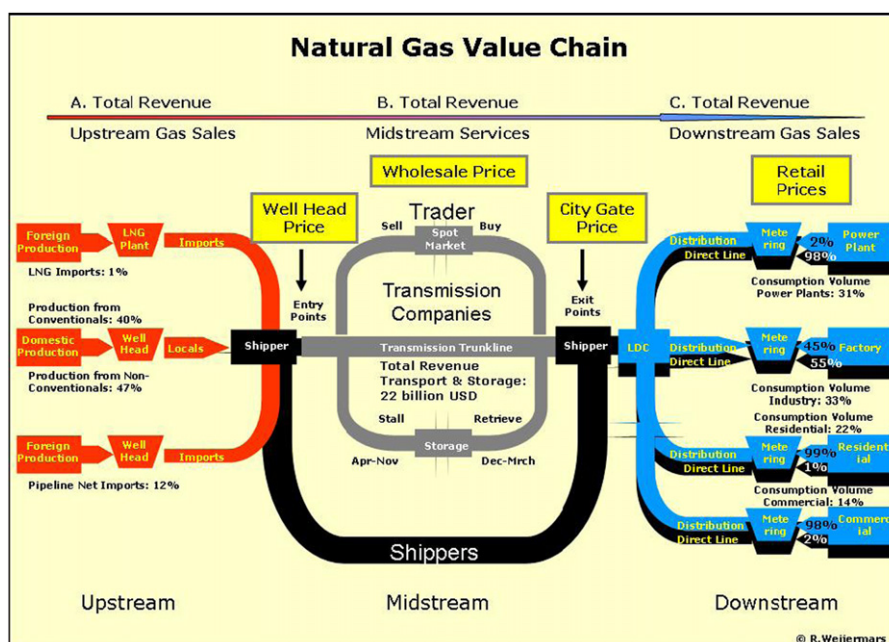 Natural Gas Value Chain
A. Total Revenue
Upstream Gas Sales
B. Total Revenue
Midstream Services
C. Total Revenue
Downstream Gas Sales
Wholesale Price
Well Head
Price
City Gate
Price
Retail
Prices
Foreign
Production
LNG
Plant
Imports
LNG Imports: 1%
Production from
Conventionals: 40%
Domestic
Production
Well
Head
Locals
Production from Non-
Conventionals: 47%
Foreign
Production
Well
Head
Imports
Pipeline Net Imports: 12%
Entry
Points
Shipper
Trader
Sell
Buy
Spot
Market
Transmission
Companies
Transmission Trunkline
Total Revenue
Transport & Storage:
22 billion USD
Stall
Retrieve
Storage
Apr-Nov
Dec-Mrch
Shippers
Exit
Points
Shipper
LDC
Distribution
Direct Line
Mete
ring
2%
98%
Power
Plant
Consumption Volume
Power Plants: 31%
Distribution
Direct Line
Mete
ring
45%
55%
Factory
Consumption Volume
Industry: 33%
Consumption Volume
Residential: 22%
Distribution
Direct Line
Mete
ring
99%
1%
Resident
ial
Consumption Volume
Commercial: 14%
Distribution
Direct Line
Mete
ring
98%
2%
Commerc
ial
Upstream
Midstream
Downstream
© R.Weijermars